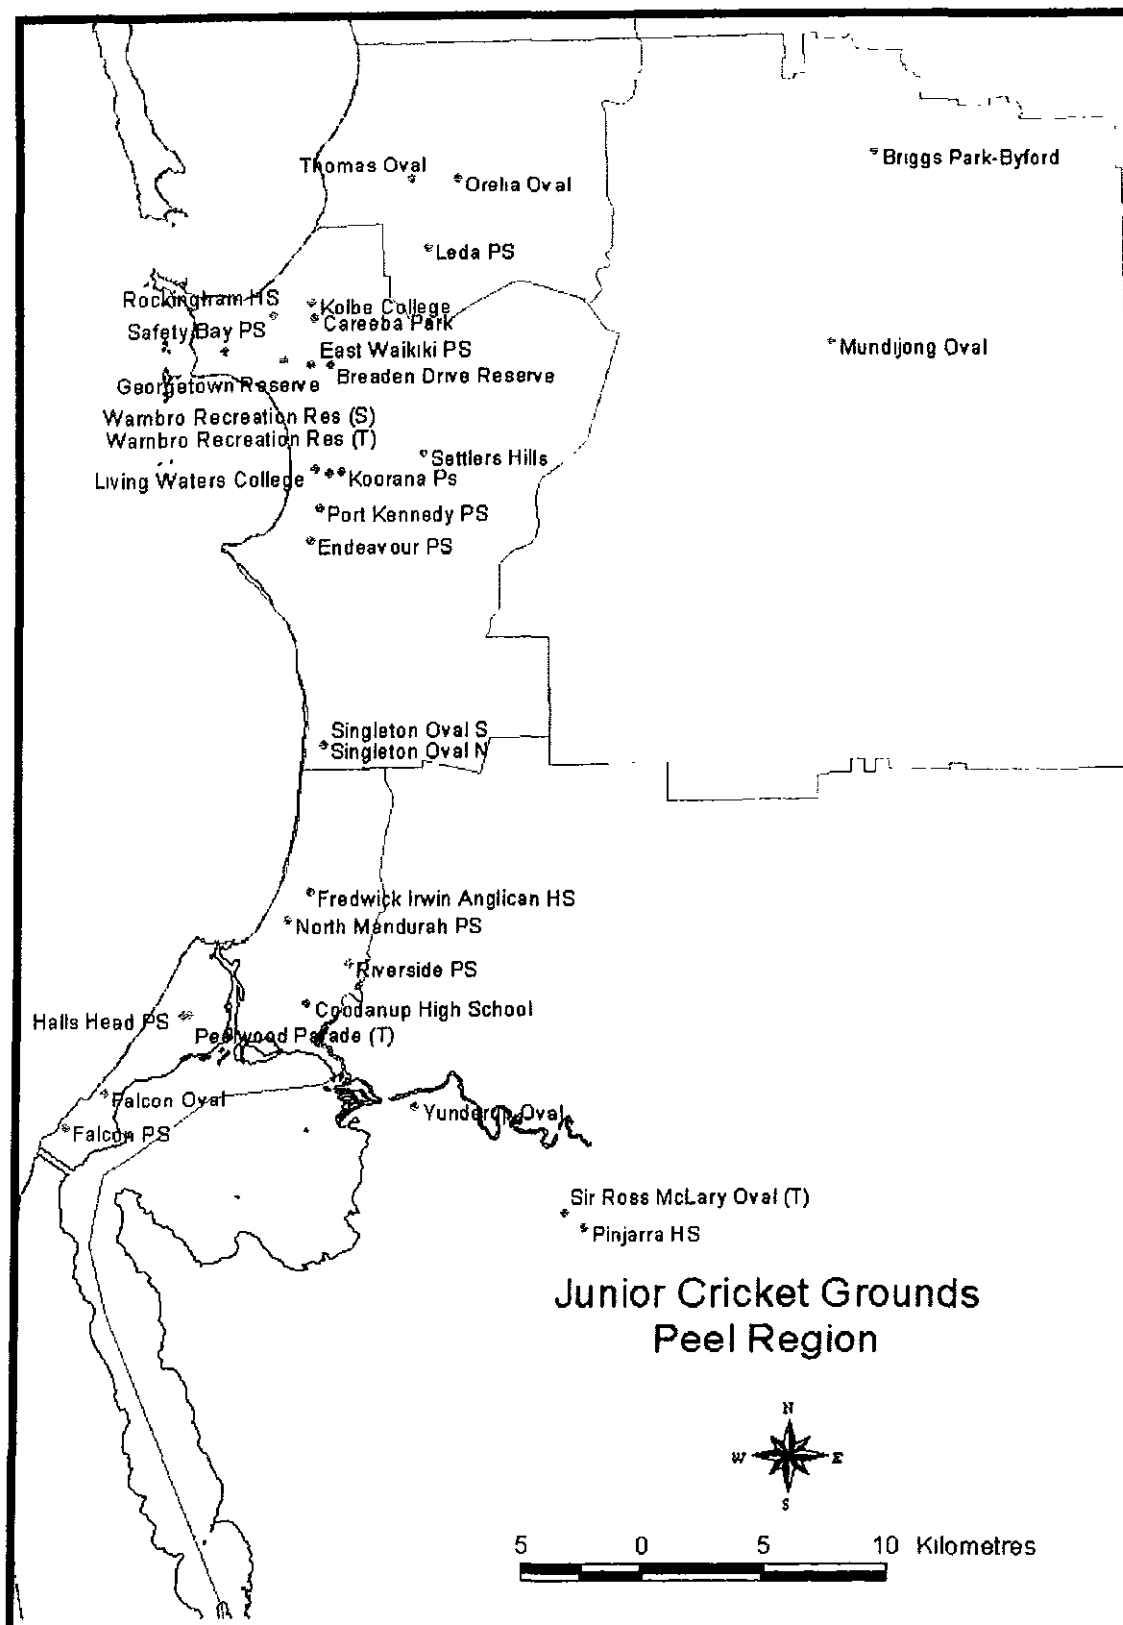 Briggs Park-Byford
Thomas Oval
Orelia Oval
Leda PS
Rockingham HS
Kolbe College
Careeba Park
Safety Bay PS
Mundijong Oval
East Waikiki PS
Breaden Drive Reserve
Georgetown Reserve
Warnbro Recreation Res (S)
Warnbro Recreation Res (T)
Settlers Hills
Living Waters College
Koorana Ps
Port Kennedy PS
Endeavour PS
Singleton Oval S
Singleton Oval N
Fredwick Irwin Anglican HS
North Mandurah PS
Riverside PS
Coodanup High School
Halls Head PS
Peelwood Parade (T)
Falcon Oval
Yunderup Oval
Falcon PS
Sir Ross McLary Oval (T)
Pinjarra HS
Junior Cricket Grounds
Peel Region
N
W E
S
5 0 5 10 Kilometres